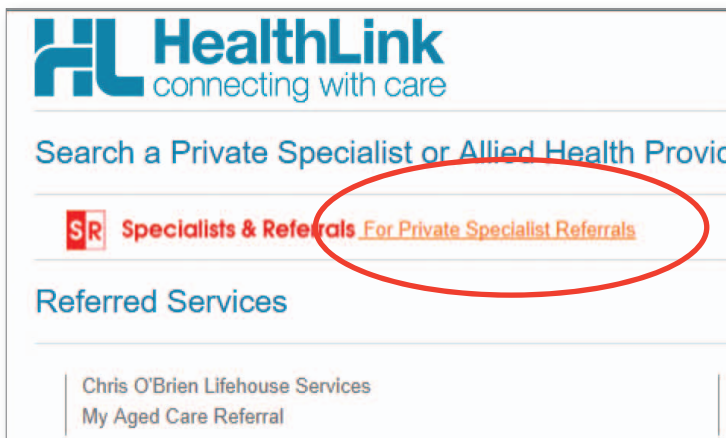 HL HealthLink
connecting with care
Search a Private Specialist or Allied Health
SR Specialists & Referrals For Private Specialist Referrals
Referred Services
Chris O'Brien Lifehouse Services
My Aged Care Referral